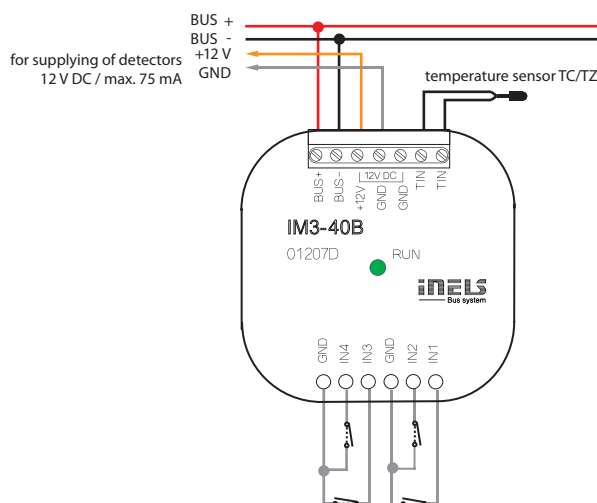 BUS +
BUS -
+12 V
for supplying of detectors
12 V DC / max. 75 mA
GND
temperature sensor TC/TZ
12V DC
BUS+
BUS-
+12V
GND
GND
TIN
TIN
IM3-40B
01207D
RUN
iNELS
Bus system
GND
IN4
IN3
GND
IN2
IN1